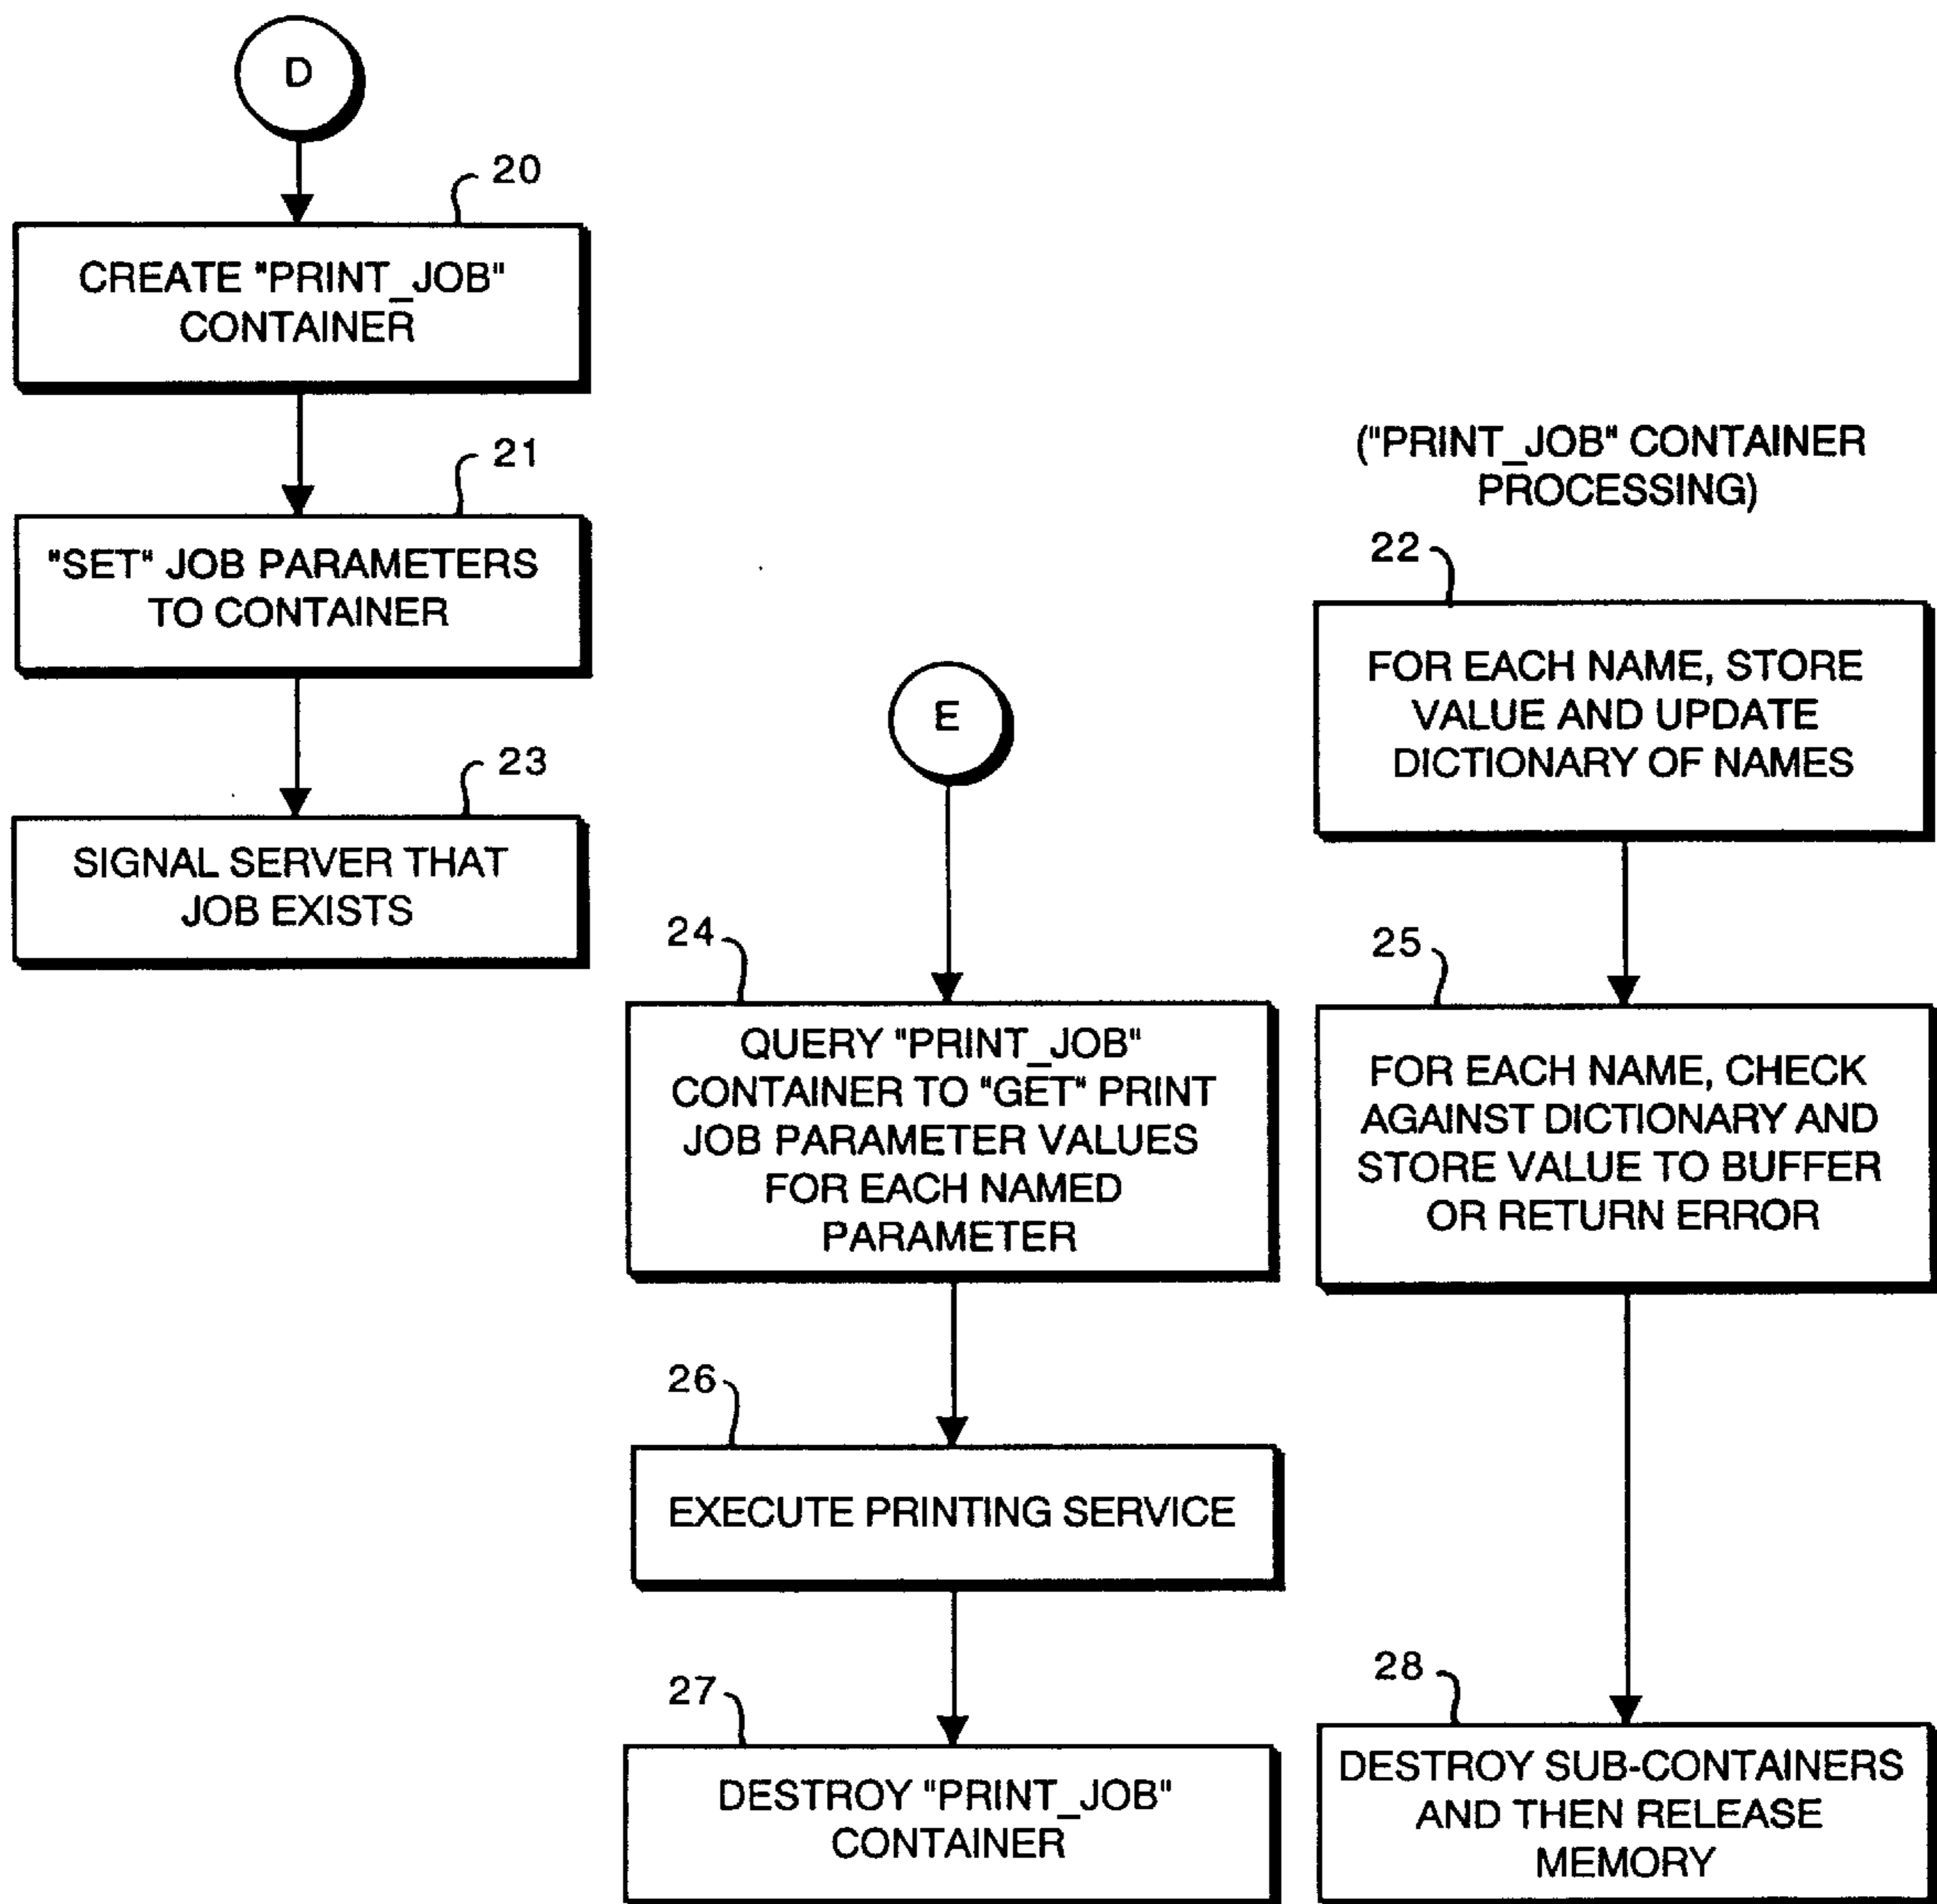 D
20
CREATE "PRINT_JOB"
CONTAINER
21
"SET" JOB PARAMETERS
TO CONTAINER
23
SIGNAL SERVER THAT
JOB EXISTS
E
24
QUERY "PRINT_JOB"
CONTAINER TO "GET" PRINT
JOB PARAMETER VALUES
FOR EACH NAMED
PARAMETER
26
EXECUTE PRINTING SERVICE
27
DESTROY "PRINT_JOB"
CONTAINER
("PRINT_JOB" CONTAINER
PROCESSING)
22
FOR EACH NAME, STORE
VALUE AND UPDATE
DICTIONARY OF NAMES
25
FOR EACH NAME, CHECK
AGAINST DICTIONARY AND
STORE VALUE TO BUFFER
OR RETURN ERROR
28
DESTROY SUB-CONTAINERS
AND THEN RELEASE
MEMORY